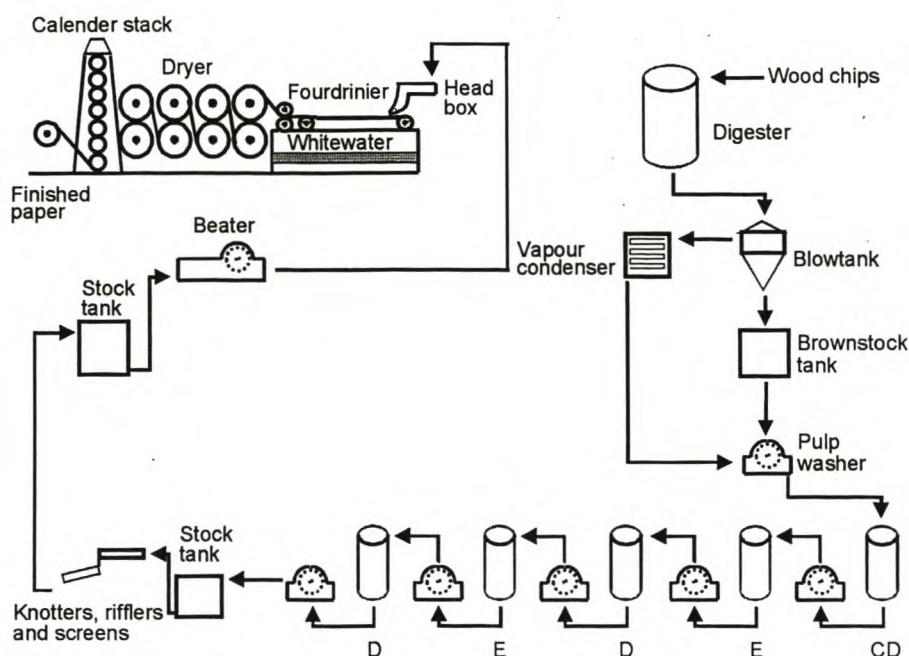 Calender stack
Dryer
Fourdrinier
Head
box
Whitewater
Finished
paper
Wood chips
Digester
Beater
Vapour
condenser
Blowtank
Stock
tank
Brownstock
tank
Pulp
washer
Stock
tank
Knotters, rifflers
and screens
D
E
D
E
CD